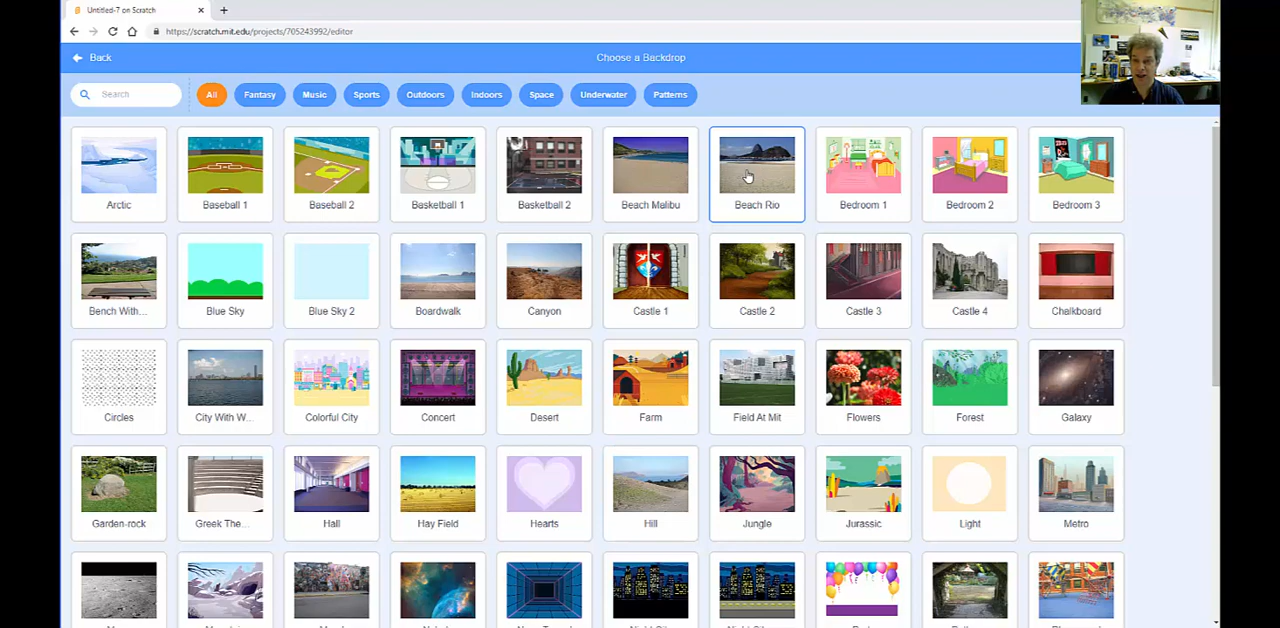 Untitled-7 on Scratch
https://scratch.mit.edu/projects/705243992/editor
Back
Choose a Backdrop
Search
All
Fantasy
Music
Sports
Outdoors
Indoors
Space
Underwater
Patterns
Arctic
Baseball 1
Baseball 2
Basketball 1
Basketball 2
Beach Malibu
Beach Rio
Bedroom 1
Bedroom 2
Bedroom 3
Bench With...
Blue Sky
Blue Sky 2
Boardwalk
Canyon
Castle 1
Castle 2
Castle 3
Castle 4
Chalkboard
Circles
City With W...
Colorful City
Concert
Desert
Farm
Field At Mit
Flowers
Forest
Galaxy
Garden-rock
Greek The...
Hall
Hay Field
Hearts
Hill
Jungle
Jurassic
Light
Metro